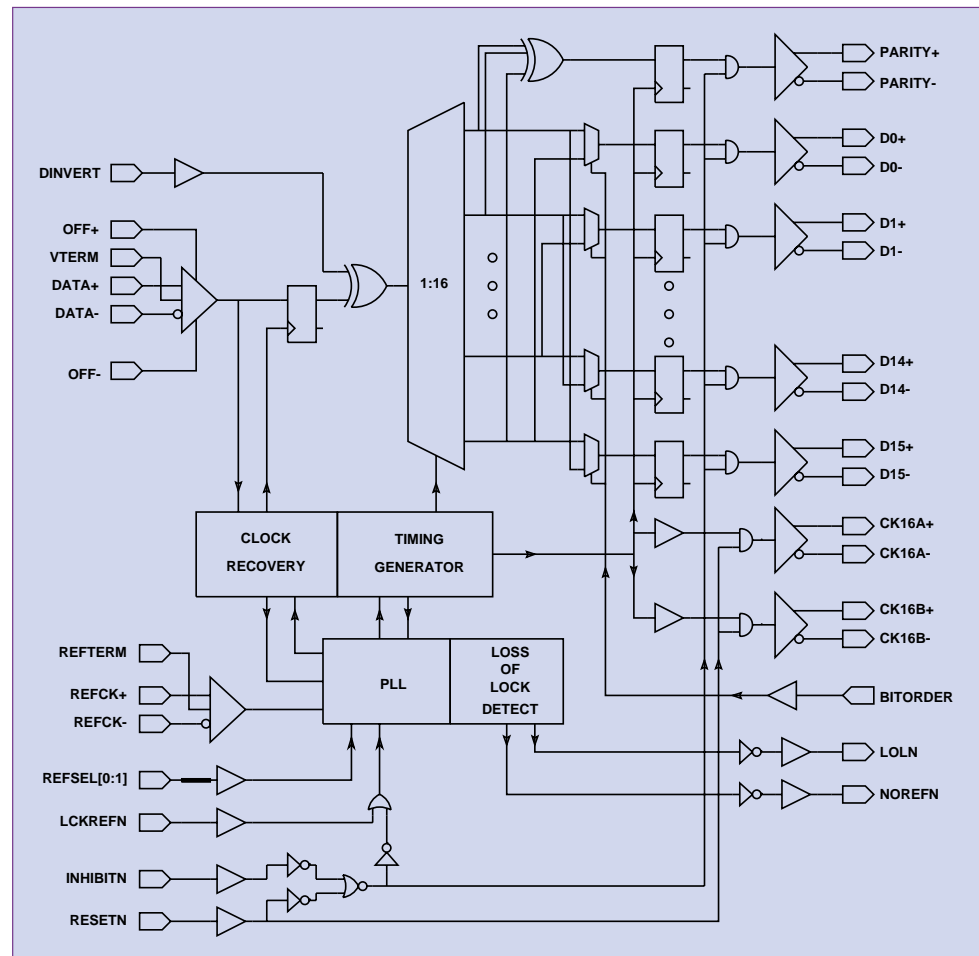 PARITY+
PARITY-
D0+
DINVERT
D0-
OFF+
D1+
VTERM
D1-
DATA+
1:16
DATA-
D14+
OFF-
D14-
D15+
D15-
CLOCK
RECOVERY
TIMING
GENERATOR
CK16A+
CK16A-
CK16B+
CK16B-
REFTERM
PLL
LOSS
OF
LOCK
DETECT
REFCK+
BITORDER
REFCK-
LOLN
REFSEL[0:1]
NOREFN
LCKREFN
INHIBITN
RESETN